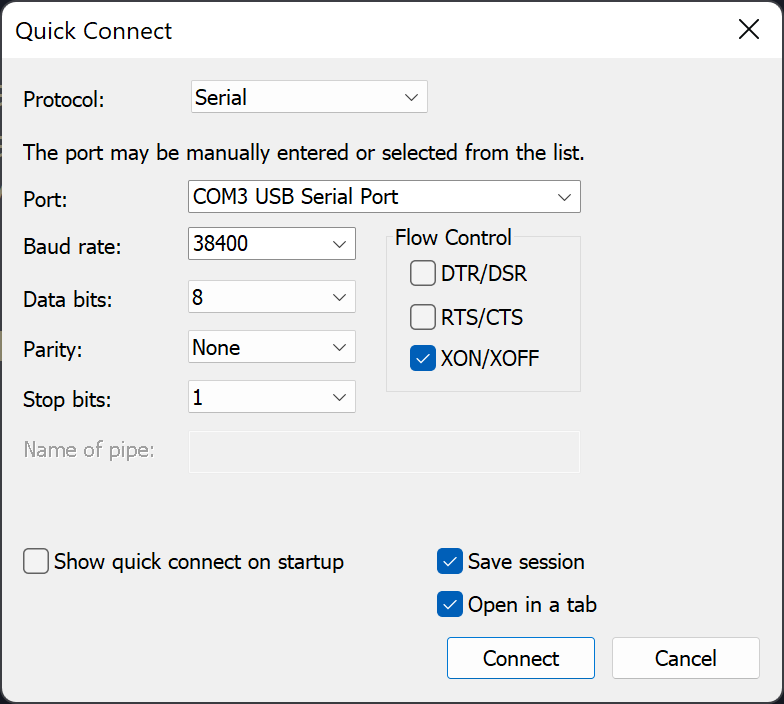 Quick Connect
Protocol: Serial
The port may be manually entered or selected from the list.
Port: COM3 USB Serial Port
Baud rate: 38400
Flow Control
DTR/DSR
Data bits: 8
RTS/CTS
Parity: None
XON/XOFF
Stop bits: 1
Name of pipe:
Show quick connect on startup
Save session
Open in a tab
Connect
Cancel